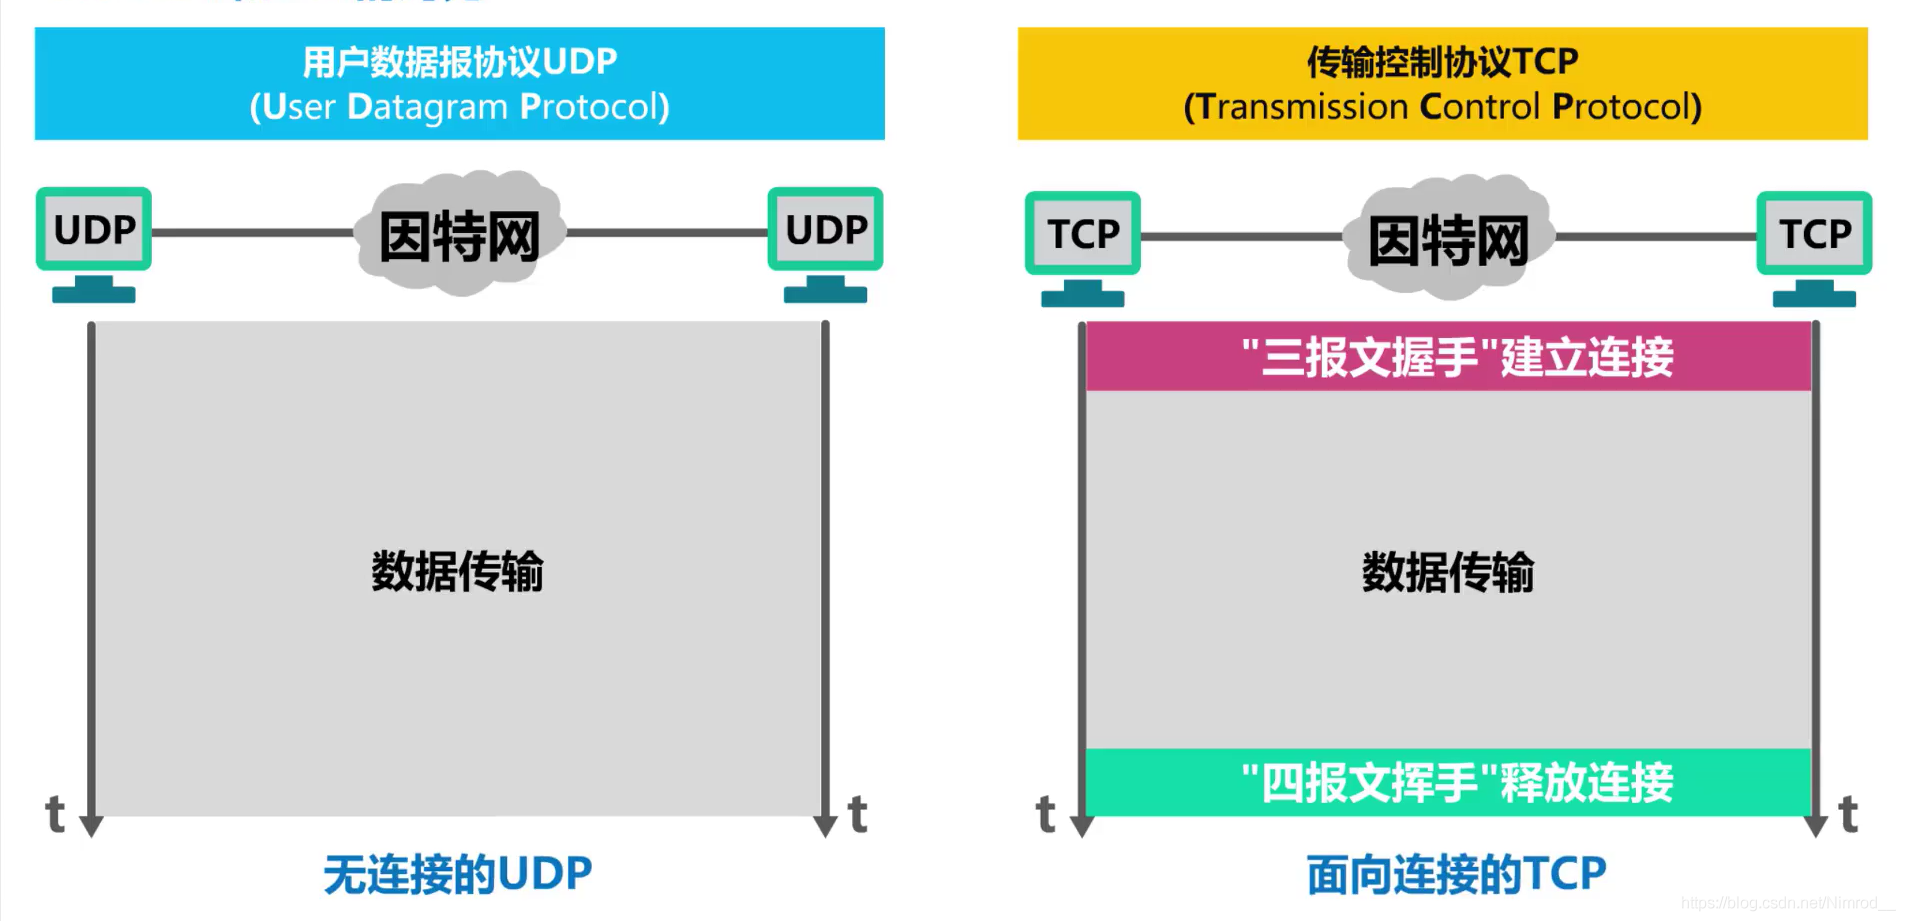 用户数据报协议UDP
(User Datagram Protocol)
UDP
因特网
UDP
数据传输
t
t
无连接的UDP
传输控制协议TCP
(Transmission Control Protocol)
TCP
因特网
TCP
"三报文握手"建立连接
数据传输
"四报文挥手"释放连接
t
t
面向连接的TCP
https://blog.csdn.net/Nimrod__